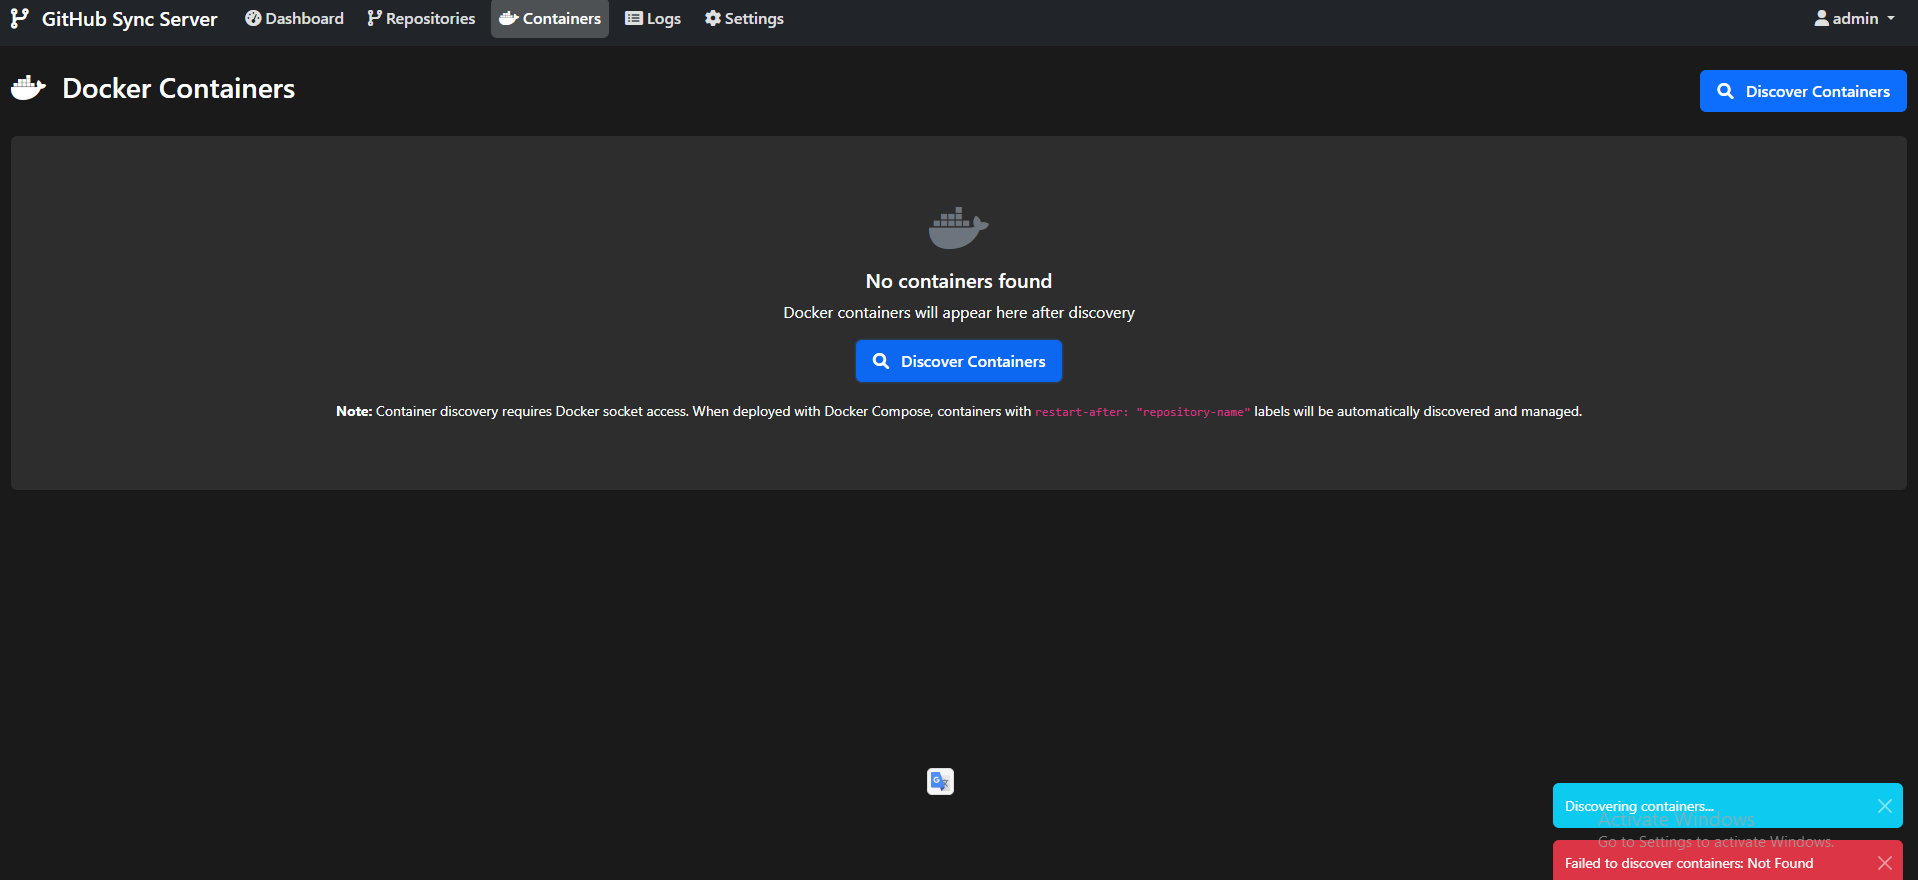 GitHub Sync Server Dashboard Repositories Containers Logs Settings admin
Docker Containers
Discover Containers
No containers found
Docker containers will appear here after discovery
Discover Containers
Note: Container discovery requires Docker socket access. When deployed with Docker Compose, containers with restart-after: "repository-name" labels will be automatically discovered and managed.
G
Discovering containers...
Activate Windows
Go to Settings to activate Windows.
Failed to discover containers: Not Found